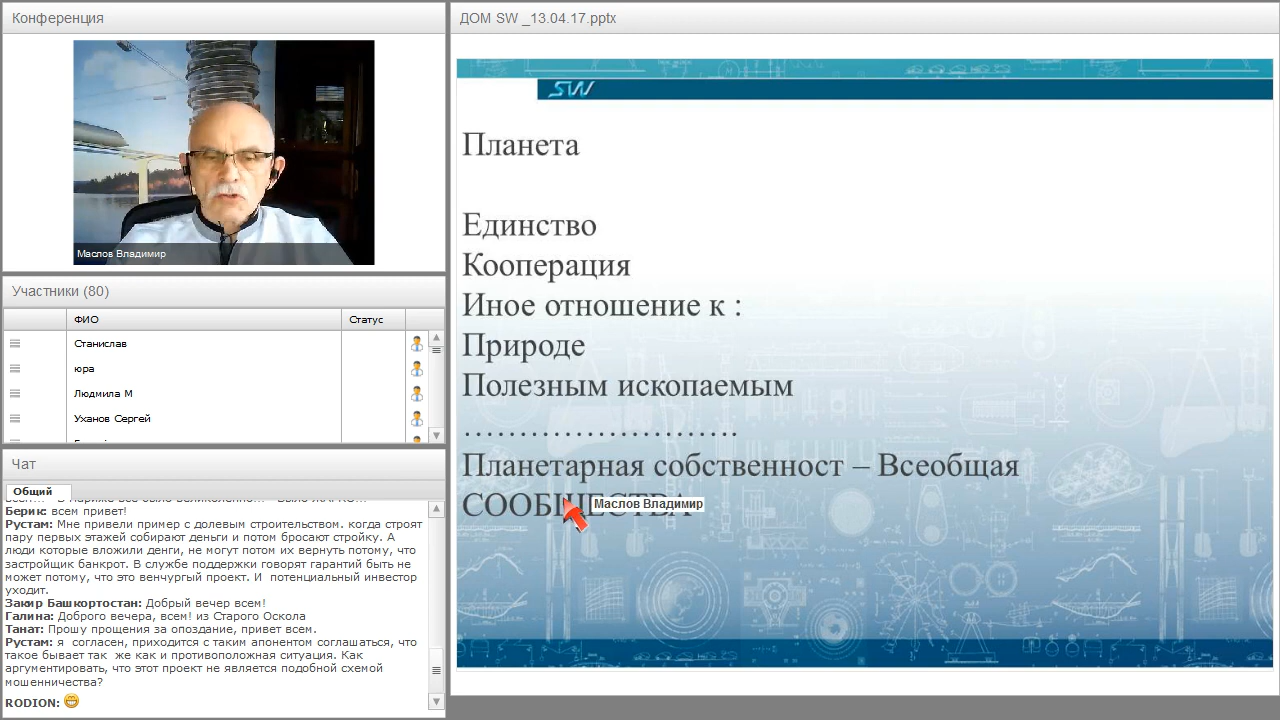 Конференция
Маслов Владимир
Участники (80)
ФИО Статус
Станислав
юра
Людмила М
Уханов Сергей
Чат
Общий
Берик: всем привет!
Рустам: Мне привели пример с долевым строительством. когда строят
пару первых этажей собирают деньги и потом бросают стройку. А
люди которые вложили денги, не могут потом их вернуть потому, что
застройщик банкрот. В службе поддержки говорят гарантий быть не
может потому, что это венчургый проект. И потенциальный инвестор
уходит.
Закир Башкортостан: Добрый вечер всем!
Галина: Доброго вечера, всем! из Старого Оскола
Танат: Прошу прощения за опоздание, привет всем.
Рустам: я согласен, приходится с таким апонентом соглашаться, что
такое бывает так же как и противоположная ситуация. Как
аргументировать, что этот проект не является подобной схемой
мошенничества?
RODION:
ДОМ SW _13.04.17.pptx
SW
Планета
Единство
Кооперация
Иное отношение к :
Природе
Полезным ископаемым
…………………….
Планетарная собственност – Всеобщая
СООБЩЕСТВА
Маслов Владимир